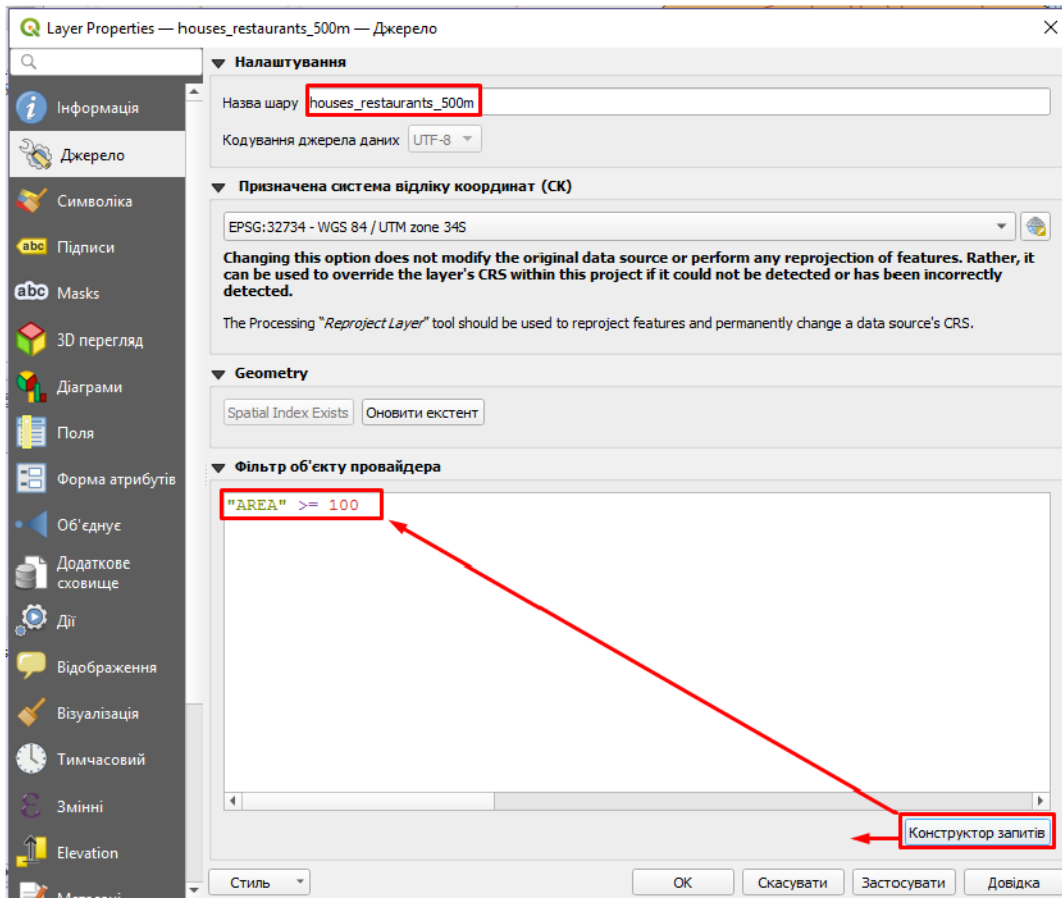 Layer Properties — houses_restaurants_500m — Джерело
Інформація
Джерело
Символіка
abc Підписи
abc Masks
3D перегляд
Діаграми
Поля
Форма атрибутів
Об'єднує
Додаткове
сховище
Дії
Відображення
Візуалізація
Тимчасовий
Змінні
Elevation
Налаштування
Назва шару houses_restaurants_500m
Кодування джерела даних UTF-8
Призначена система відліку координат (СК)
EPSG:32734 - WGS 84 / UTM zone 34S
Changing this option does not modify the original data source or perform any reprojection of features. Rather, it
can be used to override the layer's CRS within this project if it could not be detected or has been incorrectly
detected.
The Processing "Reproject Layer" tool should be used to reproject features and permanently change a data source's CRS.
Geometry
Spatial Index Exists Оновити екстент
Фільтр об'єкту провайдера
"AREA" >= 100
Конструктор запитів
Стиль
OK Скасувати Застосувати Довідка